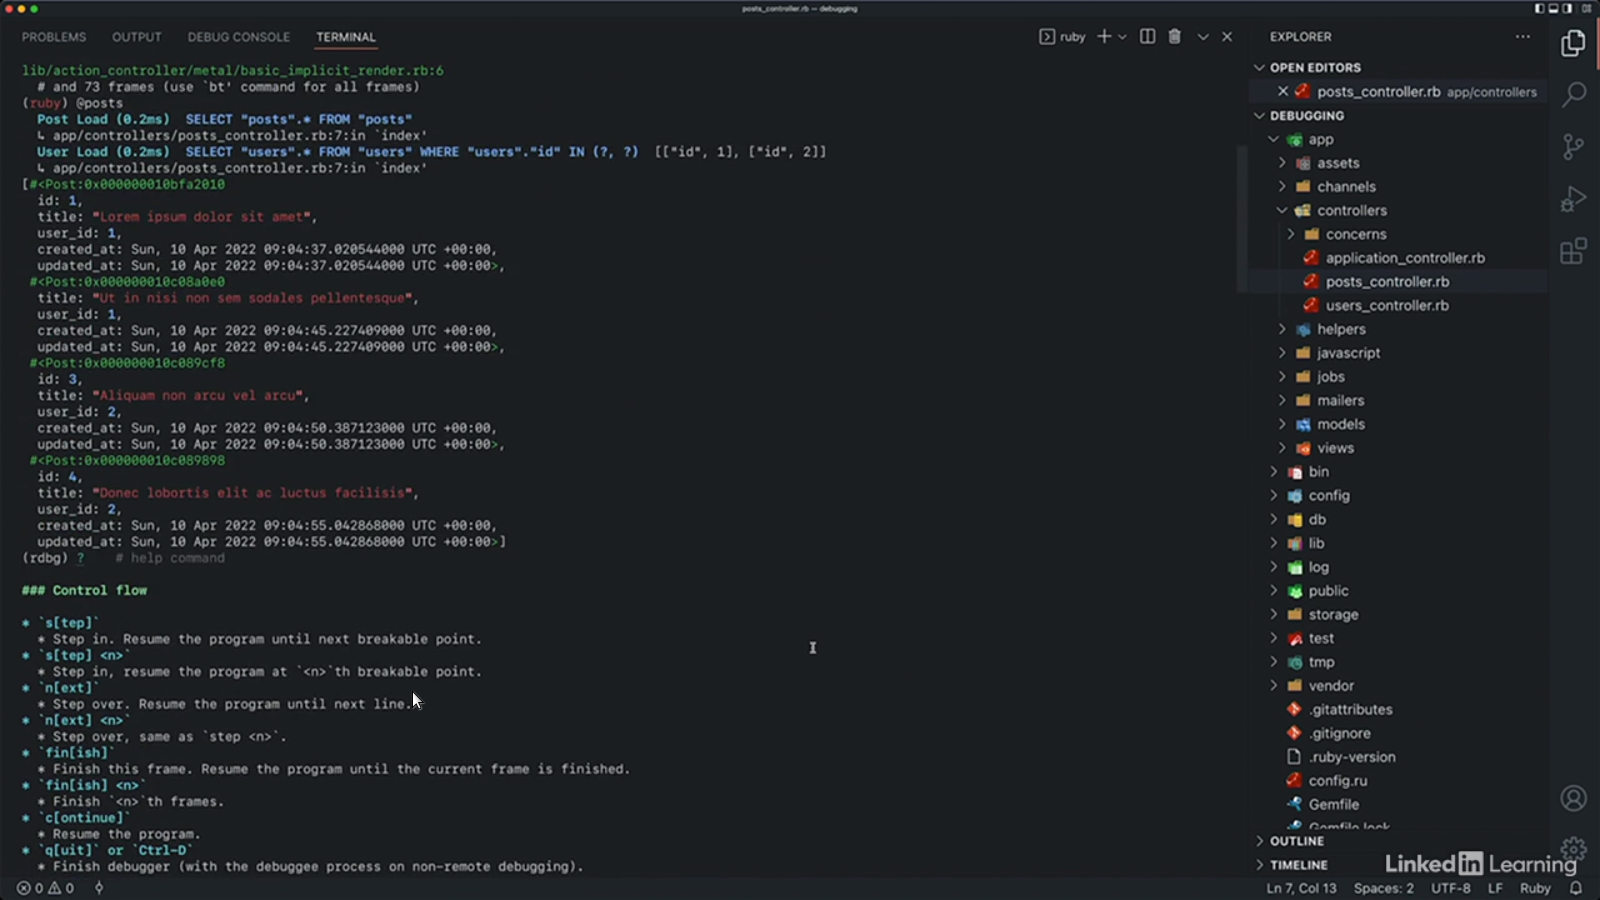 posts_controller.rb — debugging
PROBLEMS OUTPUT DEBUG CONSOLE TERMINAL
ruby
lib/action_controller/metal/basic_implicit_render.rb:6
# and 73 frames (use `bt' command for all frames)
(ruby) @posts
Post Load (0.2ms) SELECT "posts".* FROM "posts"
↳ app/controllers/posts_controller.rb:7:in `index'
User Load (0.2ms) SELECT "users".* FROM "users" WHERE "users"."id" IN (?, ?) [["id", 1], ["id", 2]]
↳ app/controllers/posts_controller.rb:7:in `index'
[#<Post:0x000000010bfa2010
id: 1,
title: "Lorem ipsum dolor sit amet",
user_id: 1,
created_at: Sun, 10 Apr 2022 09:04:37.020544000 UTC +00:00,
updated_at: Sun, 10 Apr 2022 09:04:37.020544000 UTC +00:00>,
#<Post:0x000000010c08a0e0
title: "Ut in nisi non sem sodales pellentesque",
user_id: 1,
created_at: Sun, 10 Apr 2022 09:04:45.227409000 UTC +00:00,
updated_at: Sun, 10 Apr 2022 09:04:45.227409000 UTC +00:00>,
#<Post:0x000000010c089cf8
id: 3,
title: "Aliquam non arcu vel arcu",
user_id: 2,
created_at: Sun, 10 Apr 2022 09:04:50.387123000 UTC +00:00,
updated_at: Sun, 10 Apr 2022 09:04:50.387123000 UTC +00:00>,
#<Post:0x000000010c089898
id: 4,
title: "Donec lobortis elit ac luctus facilisis",
user_id: 2,
created_at: Sun, 10 Apr 2022 09:04:55.042868000 UTC +00:00,
updated_at: Sun, 10 Apr 2022 09:04:55.042868000 UTC +00:00>]
(rdbg) ? # help command
### Control flow
* `s[tep]`
* Step in. Resume the program until next breakable point.
* `s[tep] <n>`
* Step in, resume the program at `<n>`th breakable point.
* `n[ext]`
* Step over. Resume the program until next line.
* `n[ext] <n>`
* Step over, same as `step <n>`.
* `fin[ish]`
* Finish this frame. Resume the program until the current frame is finished.
* `fin[ish] <n>`
* Finish `<n>`th frames.
* `c[ontinue]`
* Resume the program.
* `q[uit]` or `Ctrl-D`
* Finish debugger (with the debuggee process on non-remote debugging).
EXPLORER
OPEN EDITORS
posts_controller.rb app/controllers
DEBUGGING
app
assets
channels
controllers
concerns
application_controller.rb
posts_controller.rb
users_controller.rb
helpers
javascript
jobs
mailers
models
views
bin
config
db
lib
log
public
storage
test
tmp
vendor
.gitattributes
.gitignore
.ruby-version
config.ru
Gemfile
Gemfile.lock
OUTLINE
TIMELINE
LinkedIn Learning
0 0
Ln 7, Col 13 Spaces: 2 UTF-8 LF Ruby